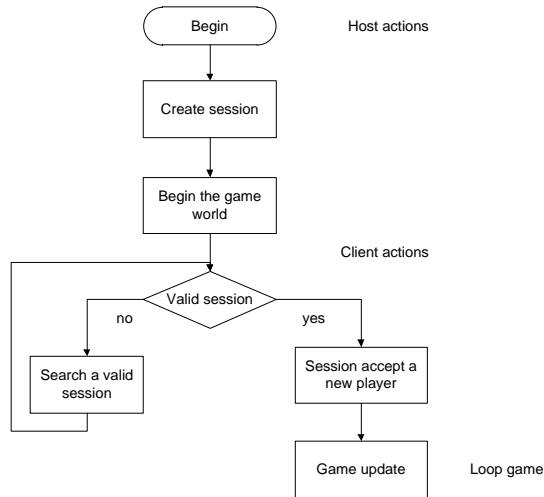 Begin
Host actions
Create session
Begin the game
world
Client actions
Valid session
no
yes
Search a valid
session
Session accept a
new player
Game update
Loop game